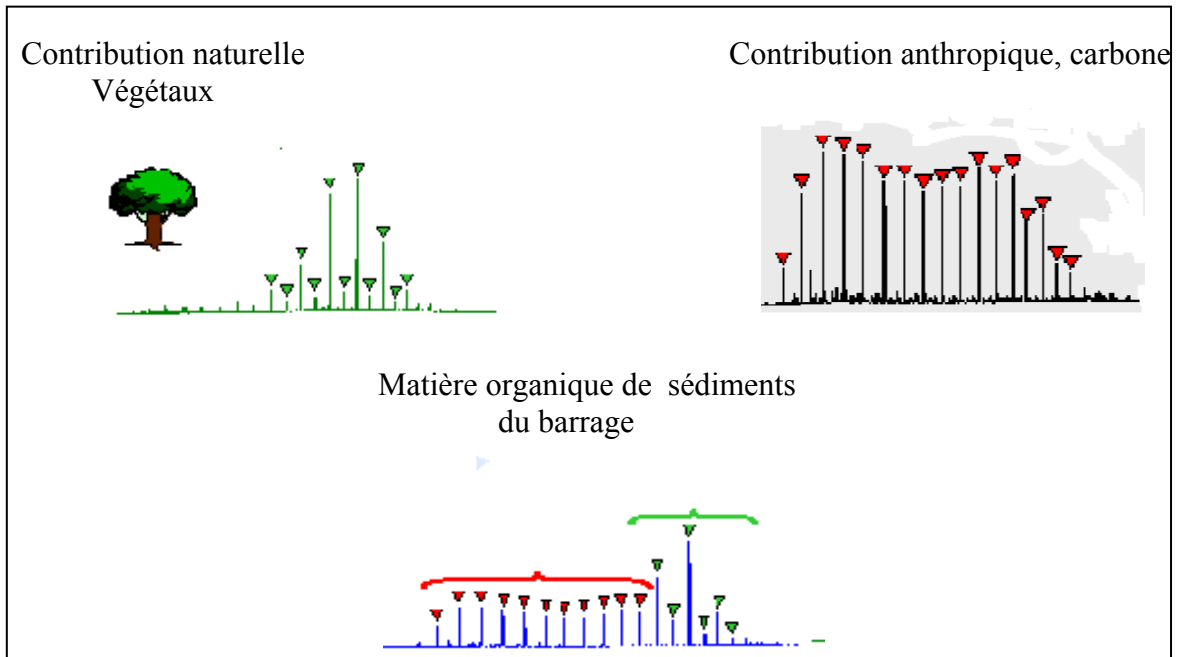 Contribution naturelle
Végétaux
Contribution anthropique, carbone
Matière organique de sédiments
du barrage